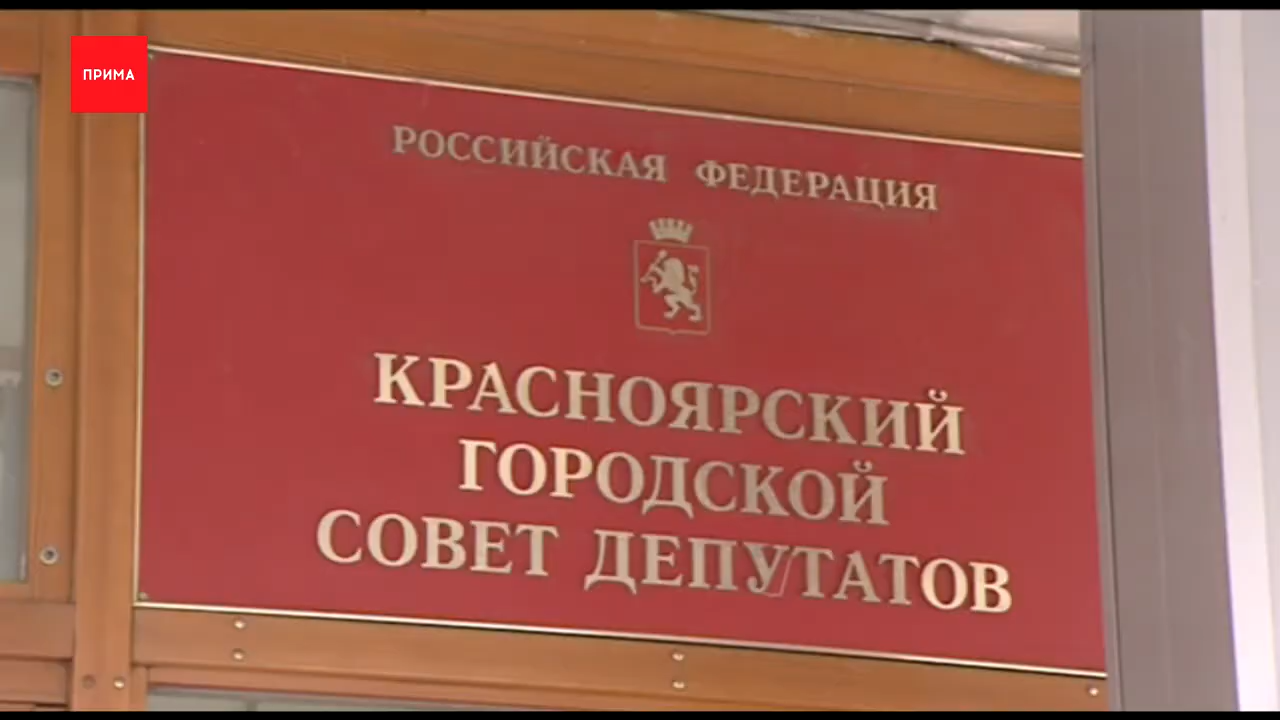 ПРИМА
РОССИЙСКАЯ ФЕДЕРАЦИЯ
КРАСНОЯРСКИЙ
ГОРОДСКОЙ
СОВЕТ ДЕПУТАТОВ